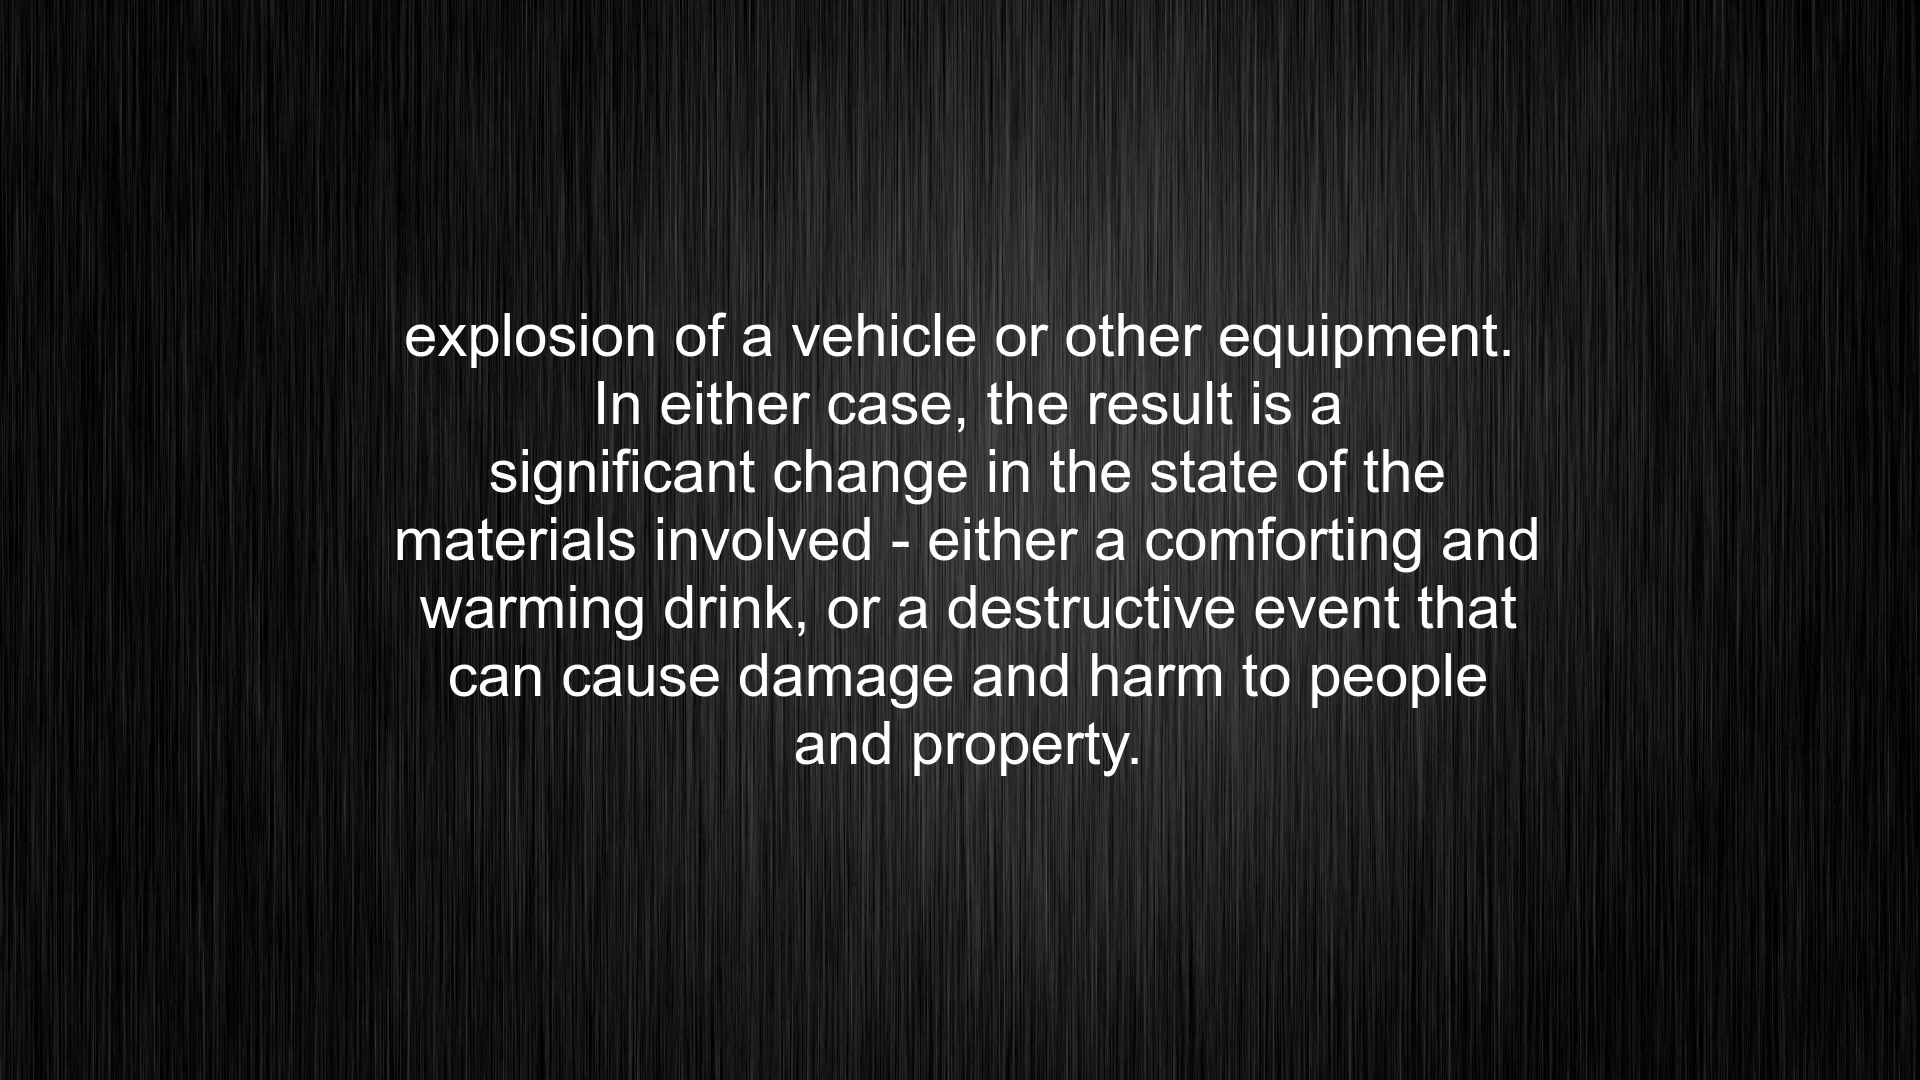 explosion of a vehicle or other equipment.
In either case, the result is a
significant change in the state of the
materials involved - either a comforting and
warming drink, or a destructive event that
can cause damage and harm to people
and property.